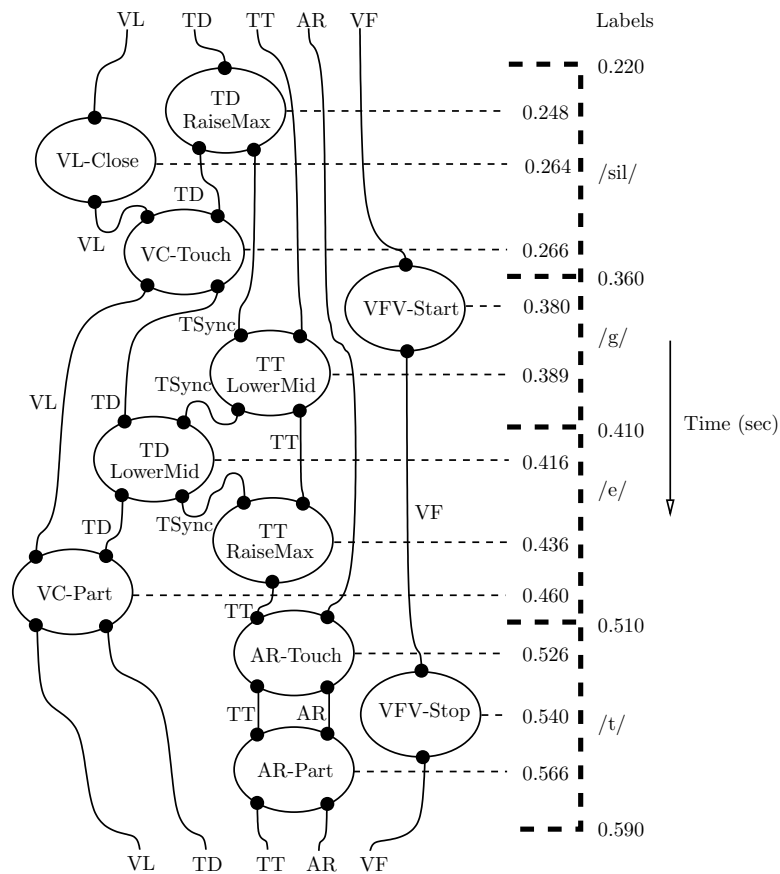 VL TD TT AR VF Labels
0.220
TD
RaiseMax
0.248
VL-Close
0.264
/sil/
TD
VL
VC-Touch
0.266
0.360
VFV-Start
0.380
TSync
/g/
TT
LowerMid
0.389
TSync
VL
TD
Time (sec)
0.410
TT
TD
LowerMid
0.416
/e/
VF
TSync
TD
TT
RaiseMax
0.436
VC-Part
0.460
TT
0.510
AR-Touch
0.526
TT
AR
VFV-Stop
0.540
/t/
AR-Part
0.566
0.590
VL TD TT AR VF